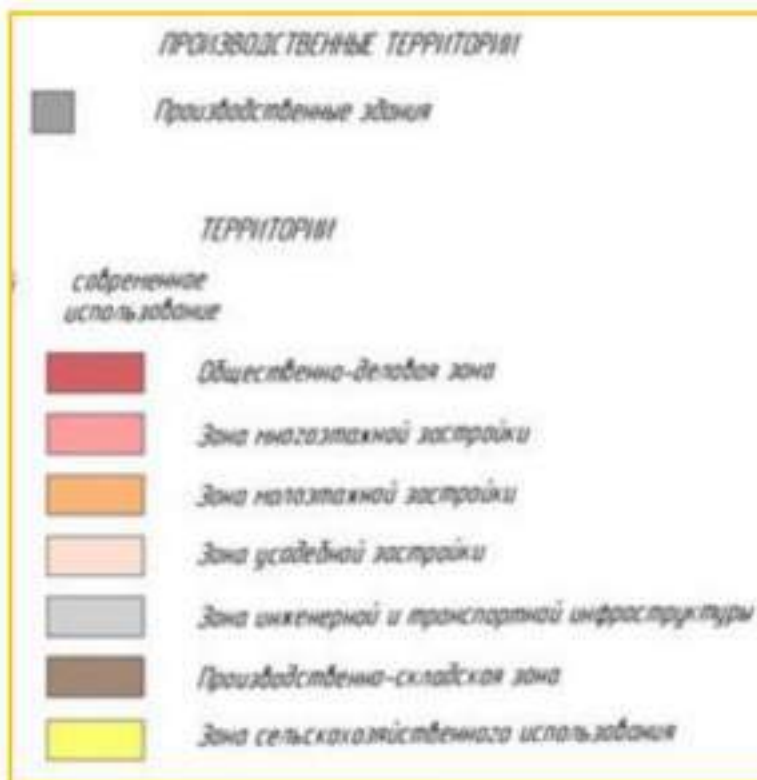 ПРОИЗВОДСТВЕННЫЕ ТЕРРИТОРИИ
Производственные здания
ТЕРРИТОРИИ
современное
использование
Общественно-деловая зона
Зона многоэтажной застройки
Зона малоэтажной застройки
Зона усадебной застройки
Зона инженерной и транспортной инфраструктуры
Производственно-складская зона
Зона сельскохозяйственного использования